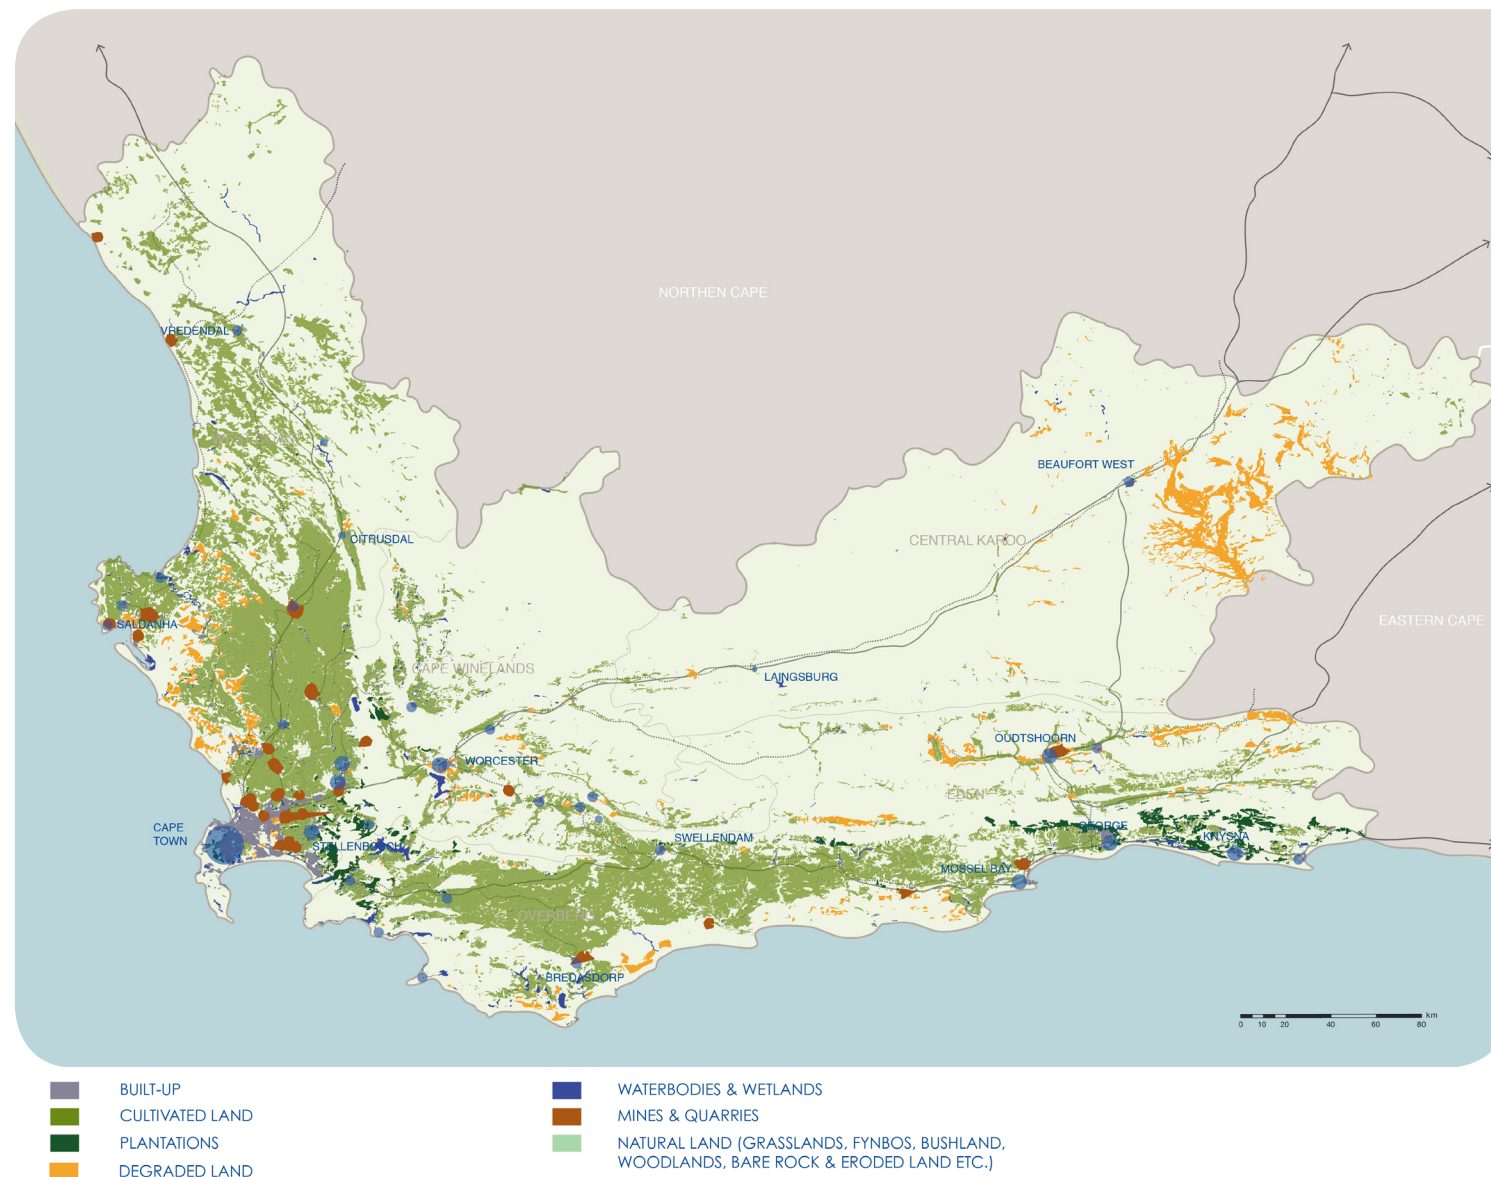 NORTHEN CAPE
VREDENDAL
BEAUFORT WEST
CITRUSDAL
CENTRAL KAROO
SALDANHA
EASTERN CAPE
CAPE WINELANDS
LAINGSBURG
OUDTSHOORN
WORCESTER
EDEN
CAPE
TOWN
STELLENBOSCH
SWELLENDAM
GEORGE
KNYSNA
MOSSEL BAY
OVERBERG
BREDASDORP
0 10 20 40 60 80 km
BUILT-UP
CULTIVATED LAND
PLANTATIONS
DEGRADED LAND
WATERBODIES & WETLANDS
MINES & QUARRIES
NATURAL LAND (GRASSLANDS, FYNBOS, BUSHLAND,
WOODLANDS, BARE ROCK & ERODED LAND ETC.)